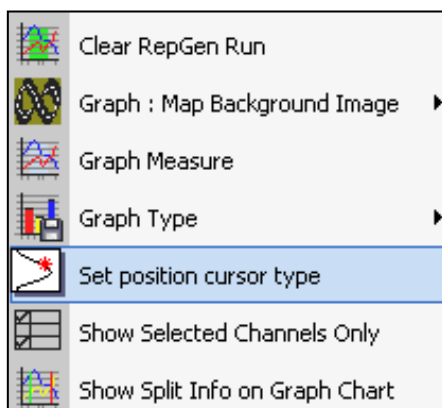 Clear RepGen Run
Graph : Map Background Image
Graph Measure
Graph Type
Set position cursor type
Show Selected Channels Only
Show Split Info on Graph Chart